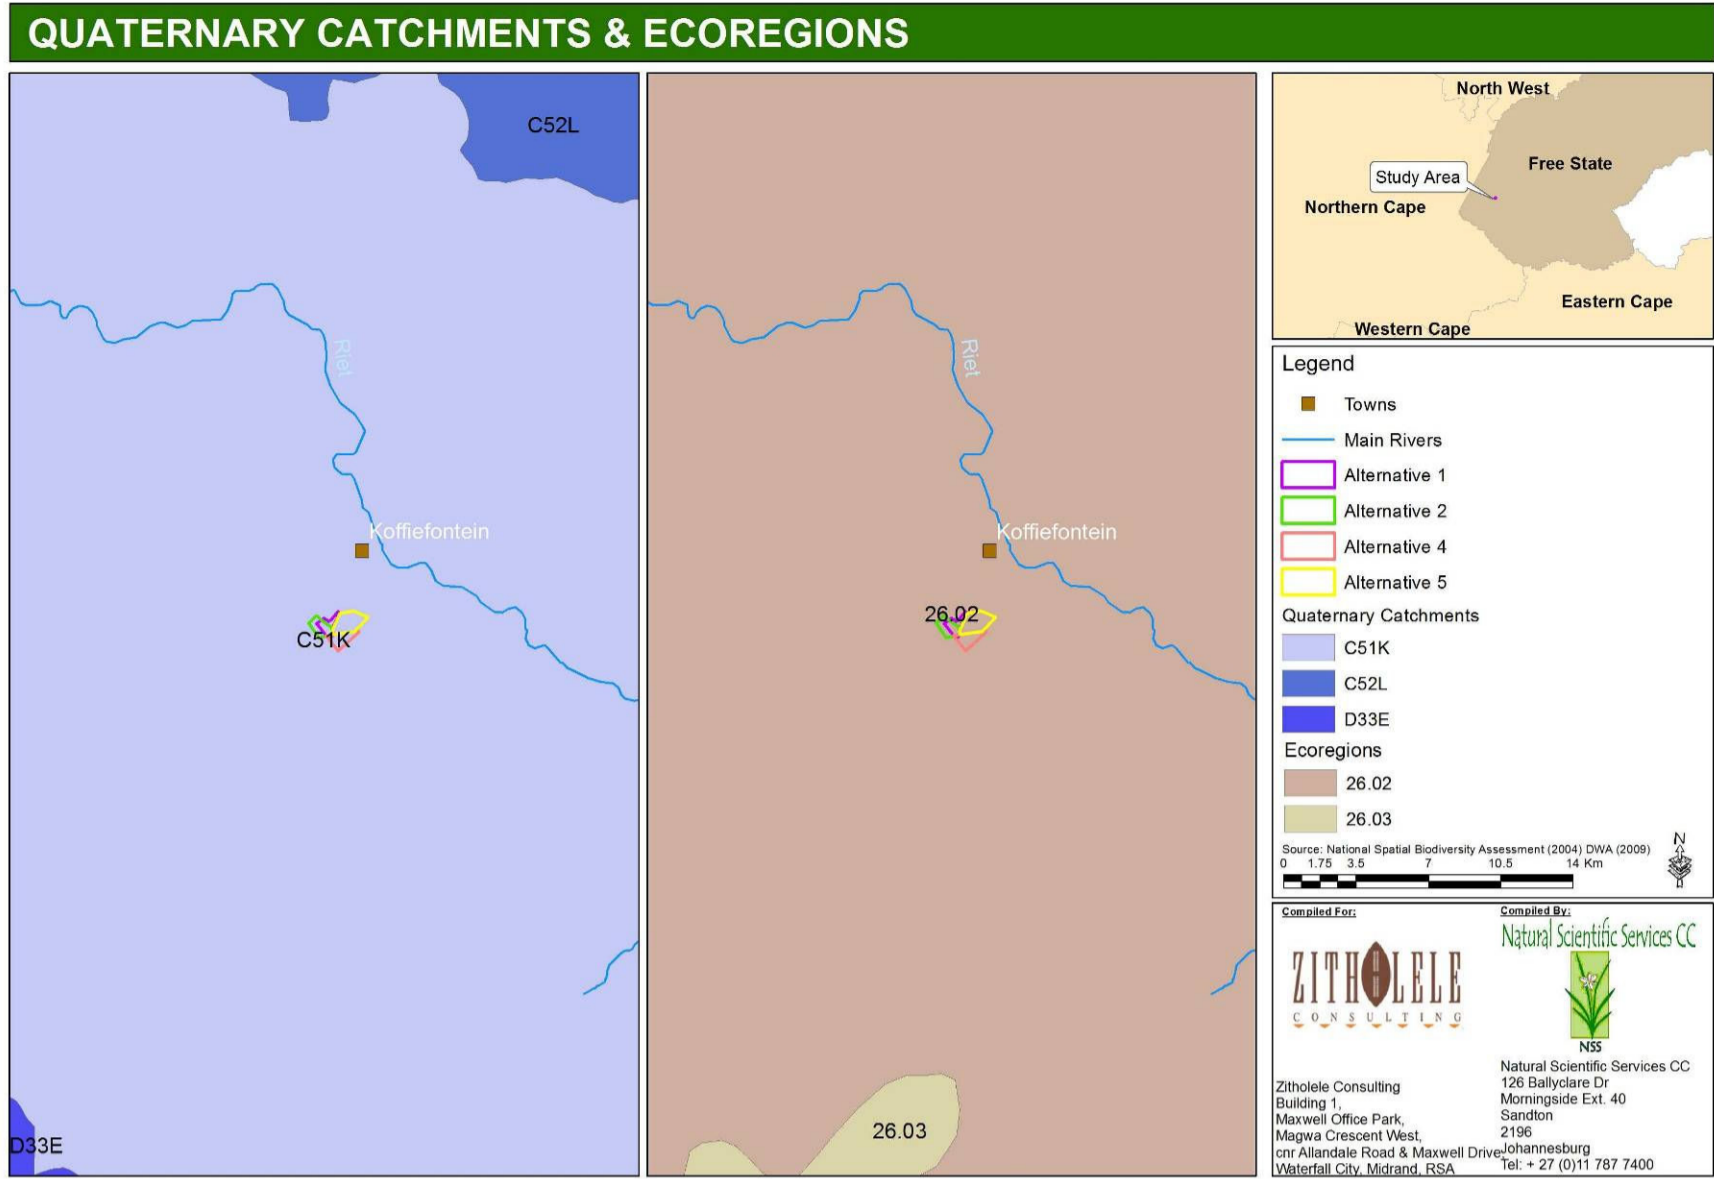 QUATERNARY CATCHMENTS & ECOREGIONS
C52L
Riet
Koffiefontein
C51K
D33E
Riet
Koffiefontein
26.02
26.03
North West
Free State
Study Area
Northern Cape
Eastern Cape
Western Cape
Legend
Towns
Main Rivers
Alternative 1
Alternative 2
Alternative 4
Alternative 5
Quaternary Catchments
C51K
C52L
D33E
Ecoregions
26.02
26.03
Source: National Spatial Biodiversity Assessment (2004) DWA (2009)
0 1.75 3.5 7 10.5 14 Km
N
Compiled For:
ZITHOLELE
CONSULTING
Zitholele Consulting
Building 1,
Maxwell Office Park,
Magwa Crescent West,
cnr Allandale Road & Maxwell Drive
Waterfall City, Midrand, RSA
Compiled By:
Natural Scientific Services CC
NSS
Natural Scientific Services CC
126 Ballyclare Dr
Morningside Ext. 40
Sandton
2196
Johannesburg
Tel: + 27 (0)11 787 7400